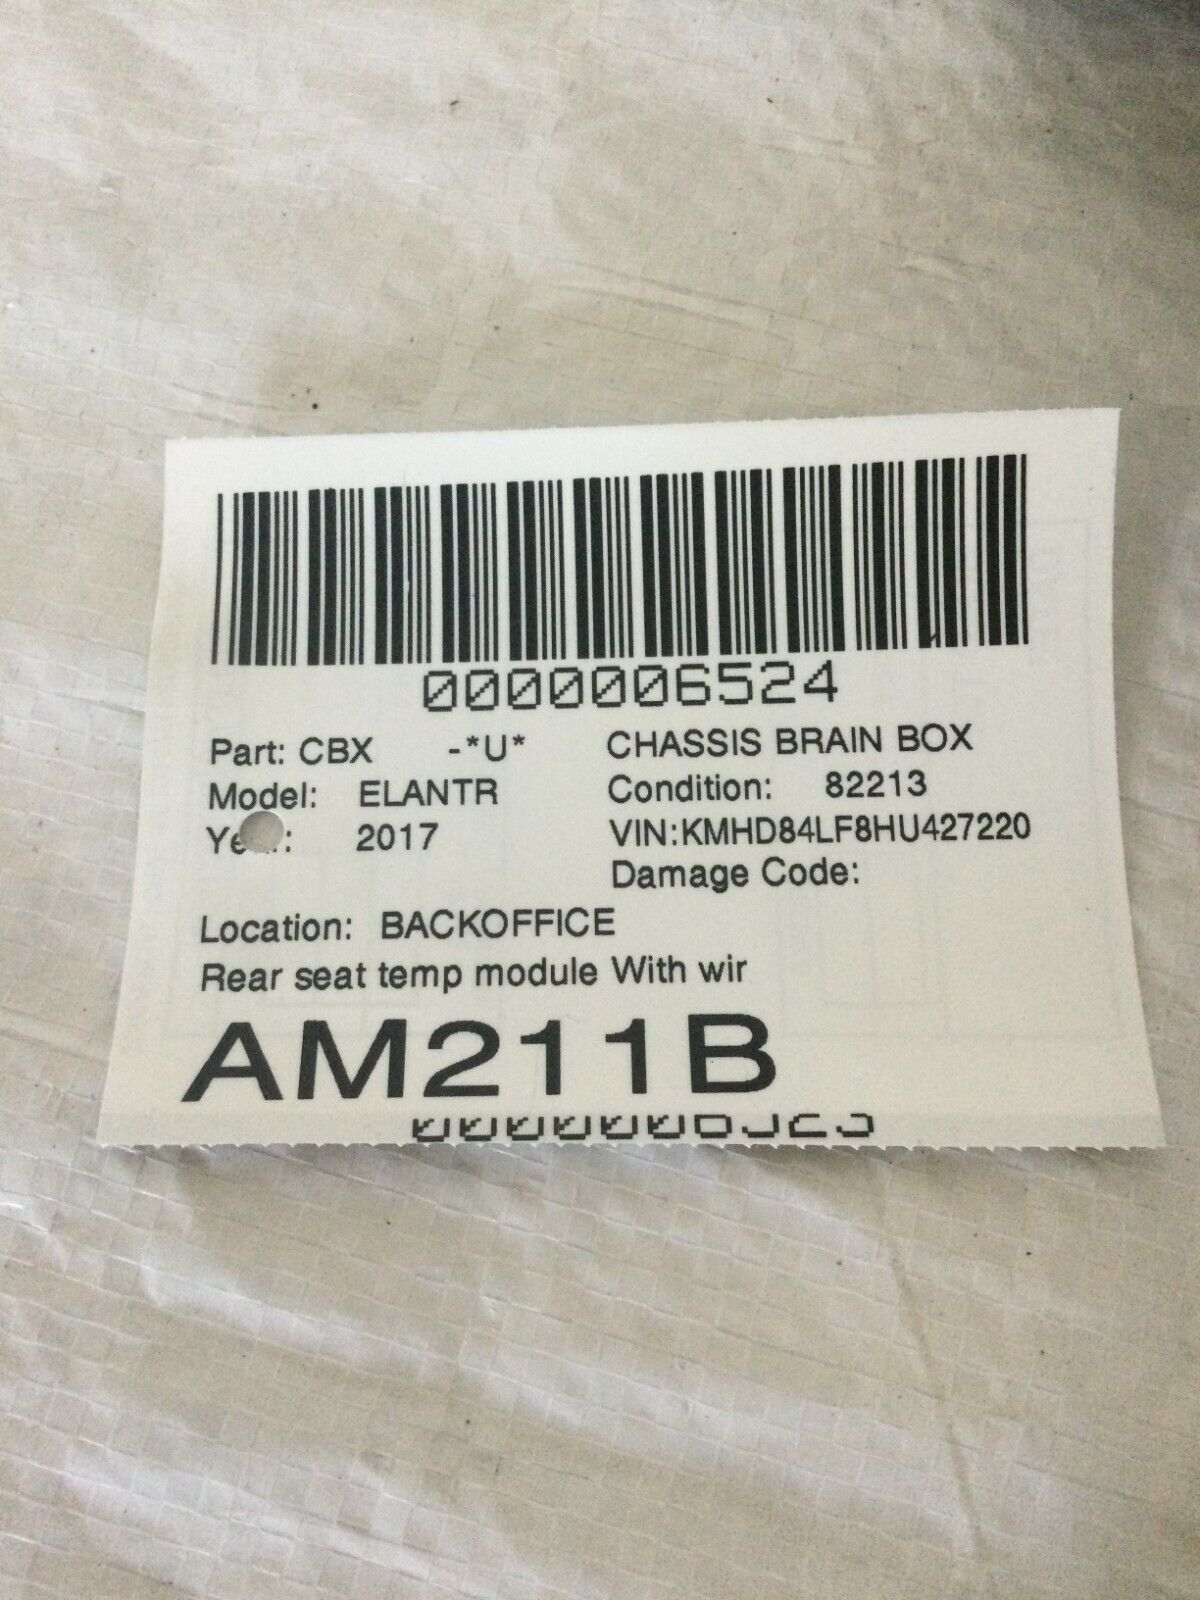 0000006524
Part: CBX -*U* CHASSIS BRAIN BOX
Model: ELANTR Condition: 82213
2017 VIN:KMHD84LF8HU427220
Damage Code:
Location: BACKOFFICE
Rear seat temp module With wir
AM211B